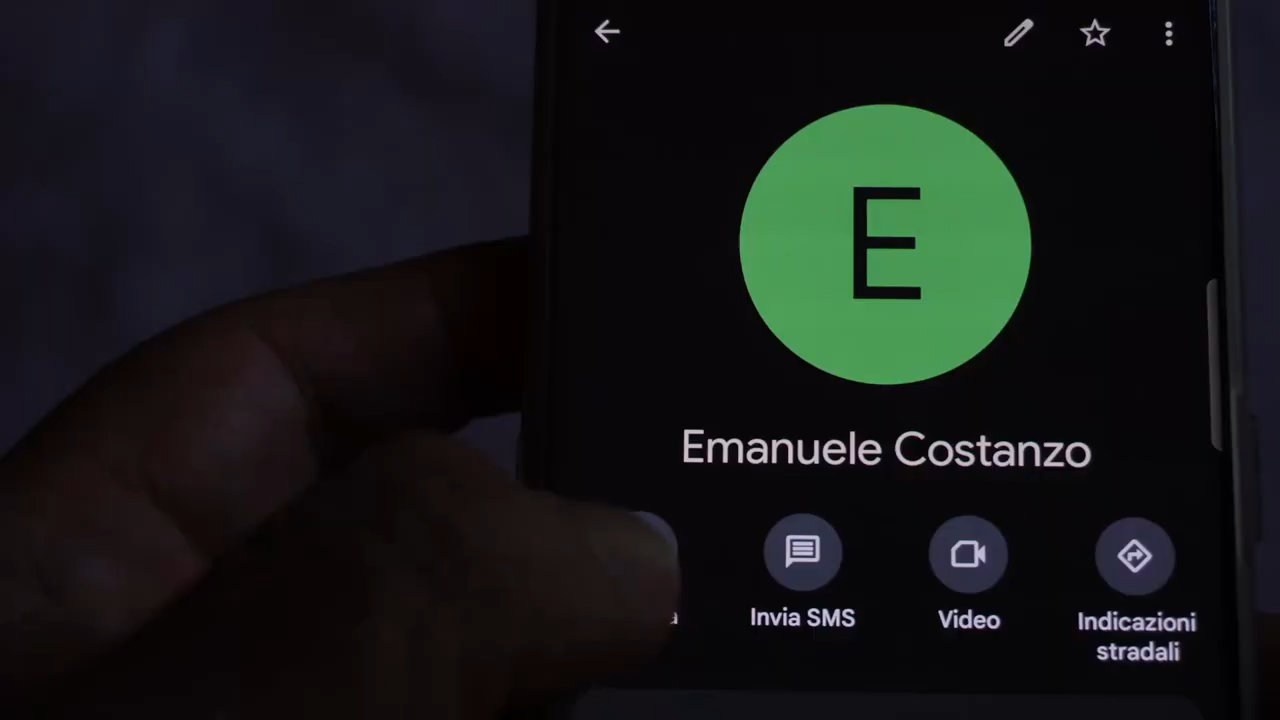 E
Emanuele Costanzo
Invia SMS
Video
Indicazioni
stradali